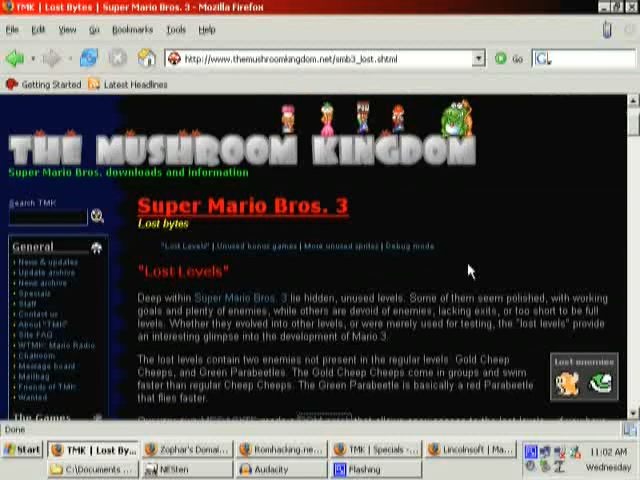 TMK | Lost Bytes | Super Mario Bros. 3 - Mozilla Firefox
File Edit View Go Bookmarks Tools Help
http://www.themushroomkingdom.net/smb3_lost.shtml
Go
Getting Started Latest Headlines
THE MUSHROOM KINGDOM
Super Mario Bros. downloads and information
Search TMK
Super Mario Bros. 3
Lost bytes
"Lost Levels" | Unused bonus games | More unused sprites | Debug mode
General
News & updates
Update archive
News archive
Specials
Staff
Contact us
About "TMK"
Site FAQ
WTMK: Mario Radio
Chatroom
Message board
Mailbag
Friends of TMK
Wanted
The Games
"Lost Levels"
Deep within Super Mario Bros. 3 lie hidden, unused levels. Some of them seem polished, with working
goals and plenty of enemies, while others are devoid of enemies, lacking exits, or too short to be full
levels. Whether they evolved into other levels, or were merely used for testing, the "lost levels" provide
an interesting glimpse into the development of Mario 3.
The lost levels contain two enemies not present in the regular levels: Gold Cheep
Cheeps, and Green Parabeetles. The Gold Cheep Cheeps come in groups and swim
faster than regular Cheep Cheeps. The Green Parabeetle is basically a red Parabeetle
that flies faster.
Lost enemies
Done
Start
TMK | Lost By...
Zophar's Domai...
Romhacking.ne...
TMK | Specials -...
Lincolnsoft | Ma...
11:02 AM
C:\Documents ...
NESten
Audacity
Flashing
Wednesday